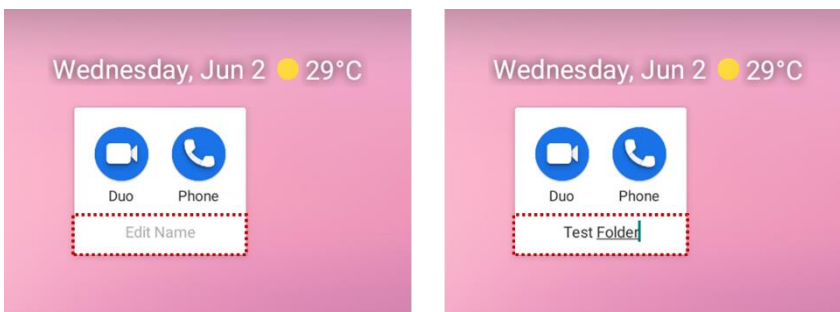 Wednesday, Jun 2 29°C
Duo Phone
Edit Name
Wednesday, Jun 2 29°C
Duo Phone
Test Folder